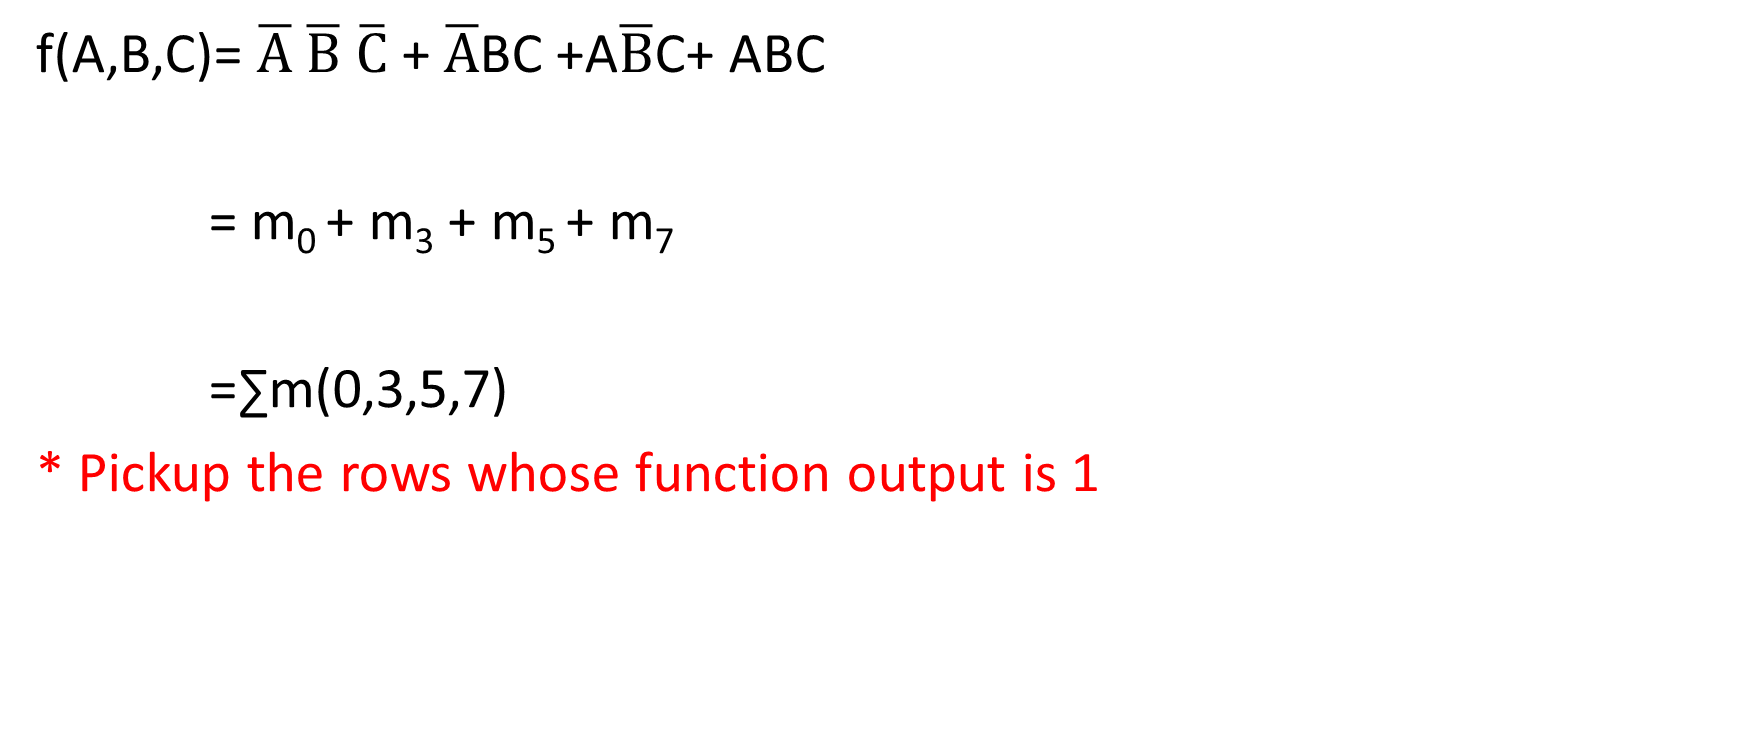 f(A,B,C)= A̅ B̅ C̅ + A̅BC +AB̅C+ ABC
= m₀ + m₃ + m₅ + m₇
=∑m(0,3,5,7)
* Pickup the rows whose function output is 1